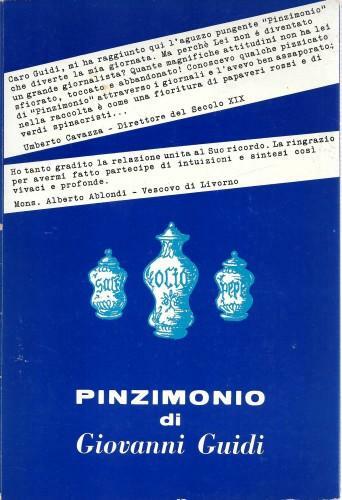 Caro Guidi, mi ha raggiunto qui l'aguzzo pungente "Pinzimonio"
che diverte la mia giornata. Ma perchè Lei non é diventato
un grande giornalista? Quante magnifiche attitudini non ha lei
sfiorato, toccato e abbandonato! Conoscevo qualche pizzicato
di "Pinzimonio" attraverso i giornali e l'avevo ben assaporato;
nella raccolta è come una fioritura di papaveri rossi e di
verdi spinacristi...
Umberto Cavazza - Direttore del Secolo XIX
Ho tanto gradito la relazione unita al Suo ricordo. La ringrazio
per avermi fatto partecipe di intuizioni e sintesi così
vivaci e profonde.
Mons. Alberto Ablondi - Vescovo di Livorno
sale
olio
pepe
PINZIMONIO
di
Giovanni Guidi